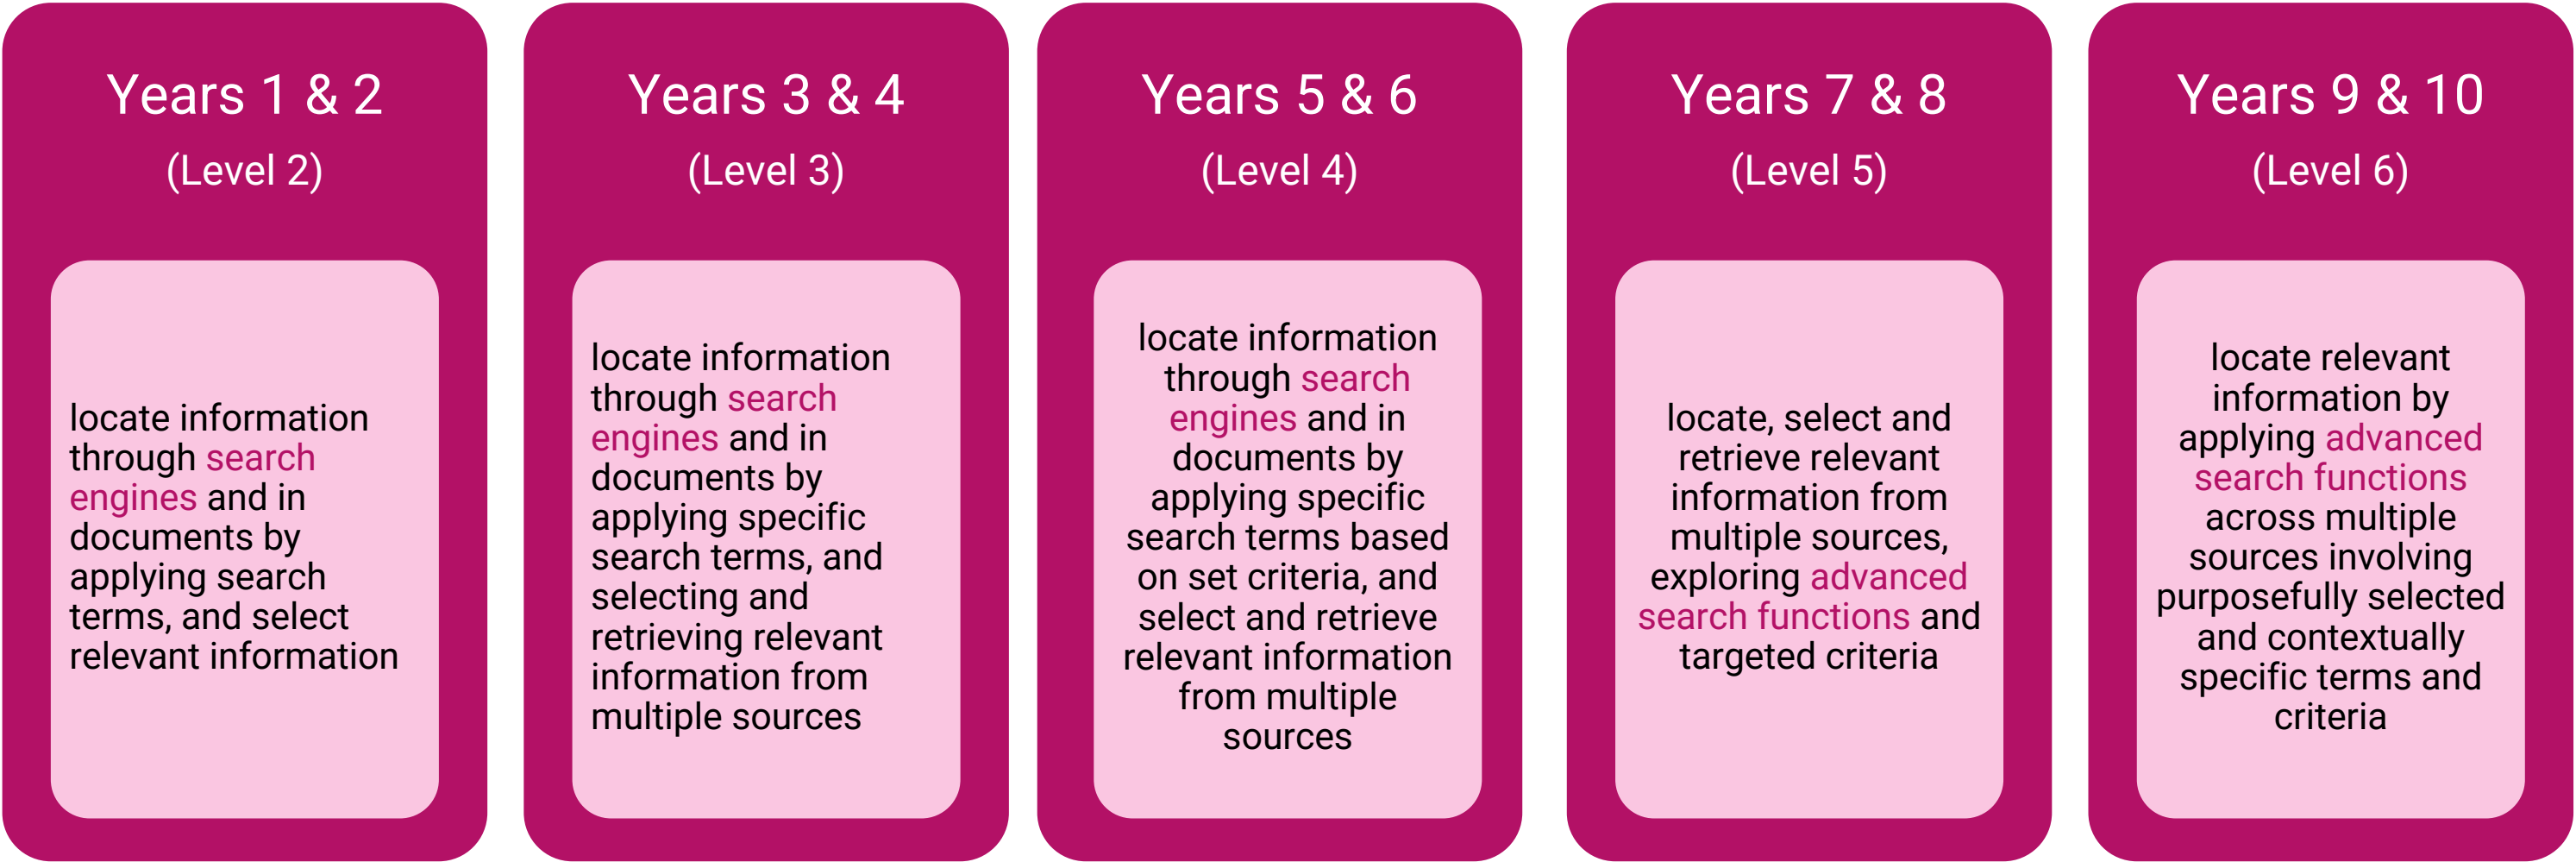 Years 1 & 2
(Level 2)
locate information
through search
engines and in
documents by
applying search
terms, and select
relevant information
Years 3 & 4
(Level 3)
locate information
through search
engines and in
documents by
applying specific
search terms, and
selecting and
retrieving relevant
information from
multiple sources
Years 5 & 6
(Level 4)
locate information
through search
engines and in
documents by
applying specific
search terms based
on set criteria, and
select and retrieve
relevant information
from multiple
sources
Years 7 & 8
(Level 5)
locate, select and
retrieve relevant
information from
multiple sources,
exploring advanced
search functions and
targeted criteria
Years 9 & 10
(Level 6)
locate relevant
information by
applying advanced
search functions
across multiple
sources involving
purposefully selected
and contextually
specific terms and
criteria